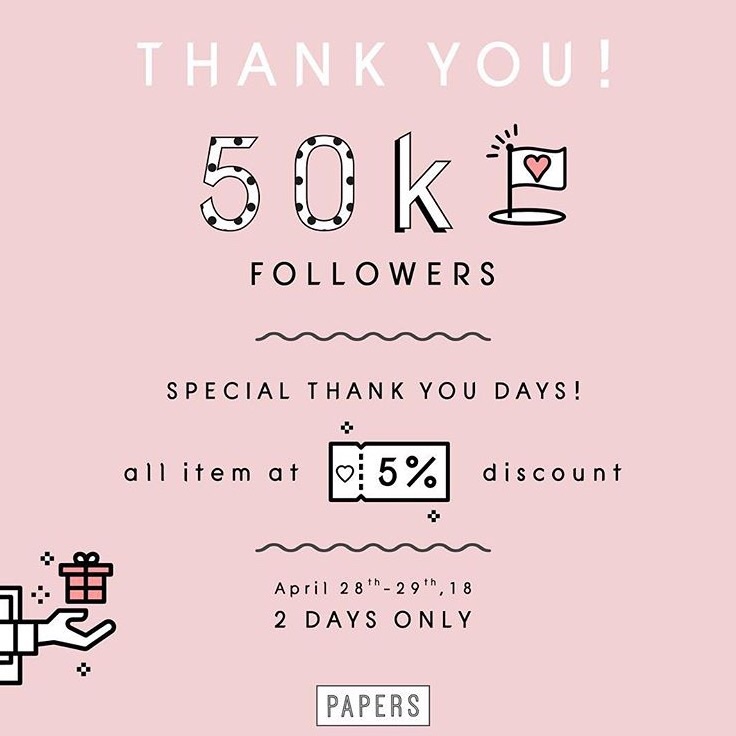 THANK YOU!
50k
FOLLOWERS
SPECIAL THANK YOU DAYS!
all item at 5% discount
April 28th-29th,18
2 DAYS ONLY
PAPERS